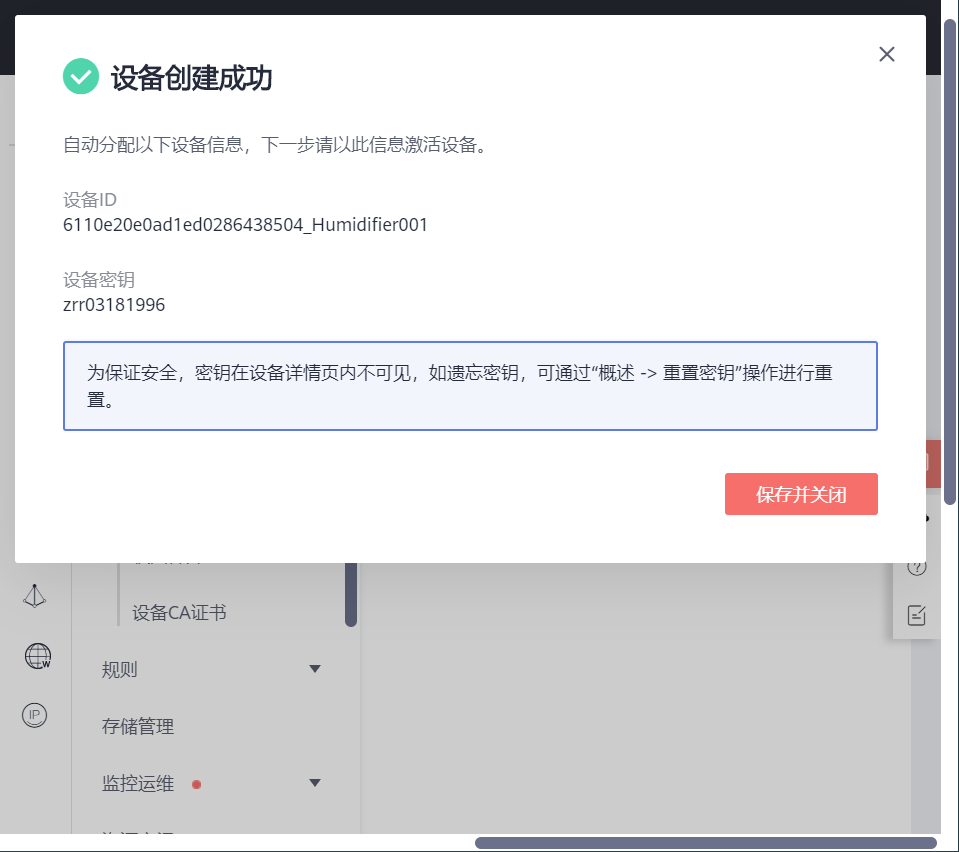 设备创建成功
自动分配以下设备信息，下一步请以此信息激活设备。
设备ID
6110e20e0ad1ed0286438504_Humidifier001
设备密钥
zrr03181996
为保证安全，密钥在设备详情页内不可见，如遗忘密钥，可通过“概述 -> 重置密钥”操作进行重
置。
保存并关闭
设备CA证书
规则
IP
存储管理
监控运维